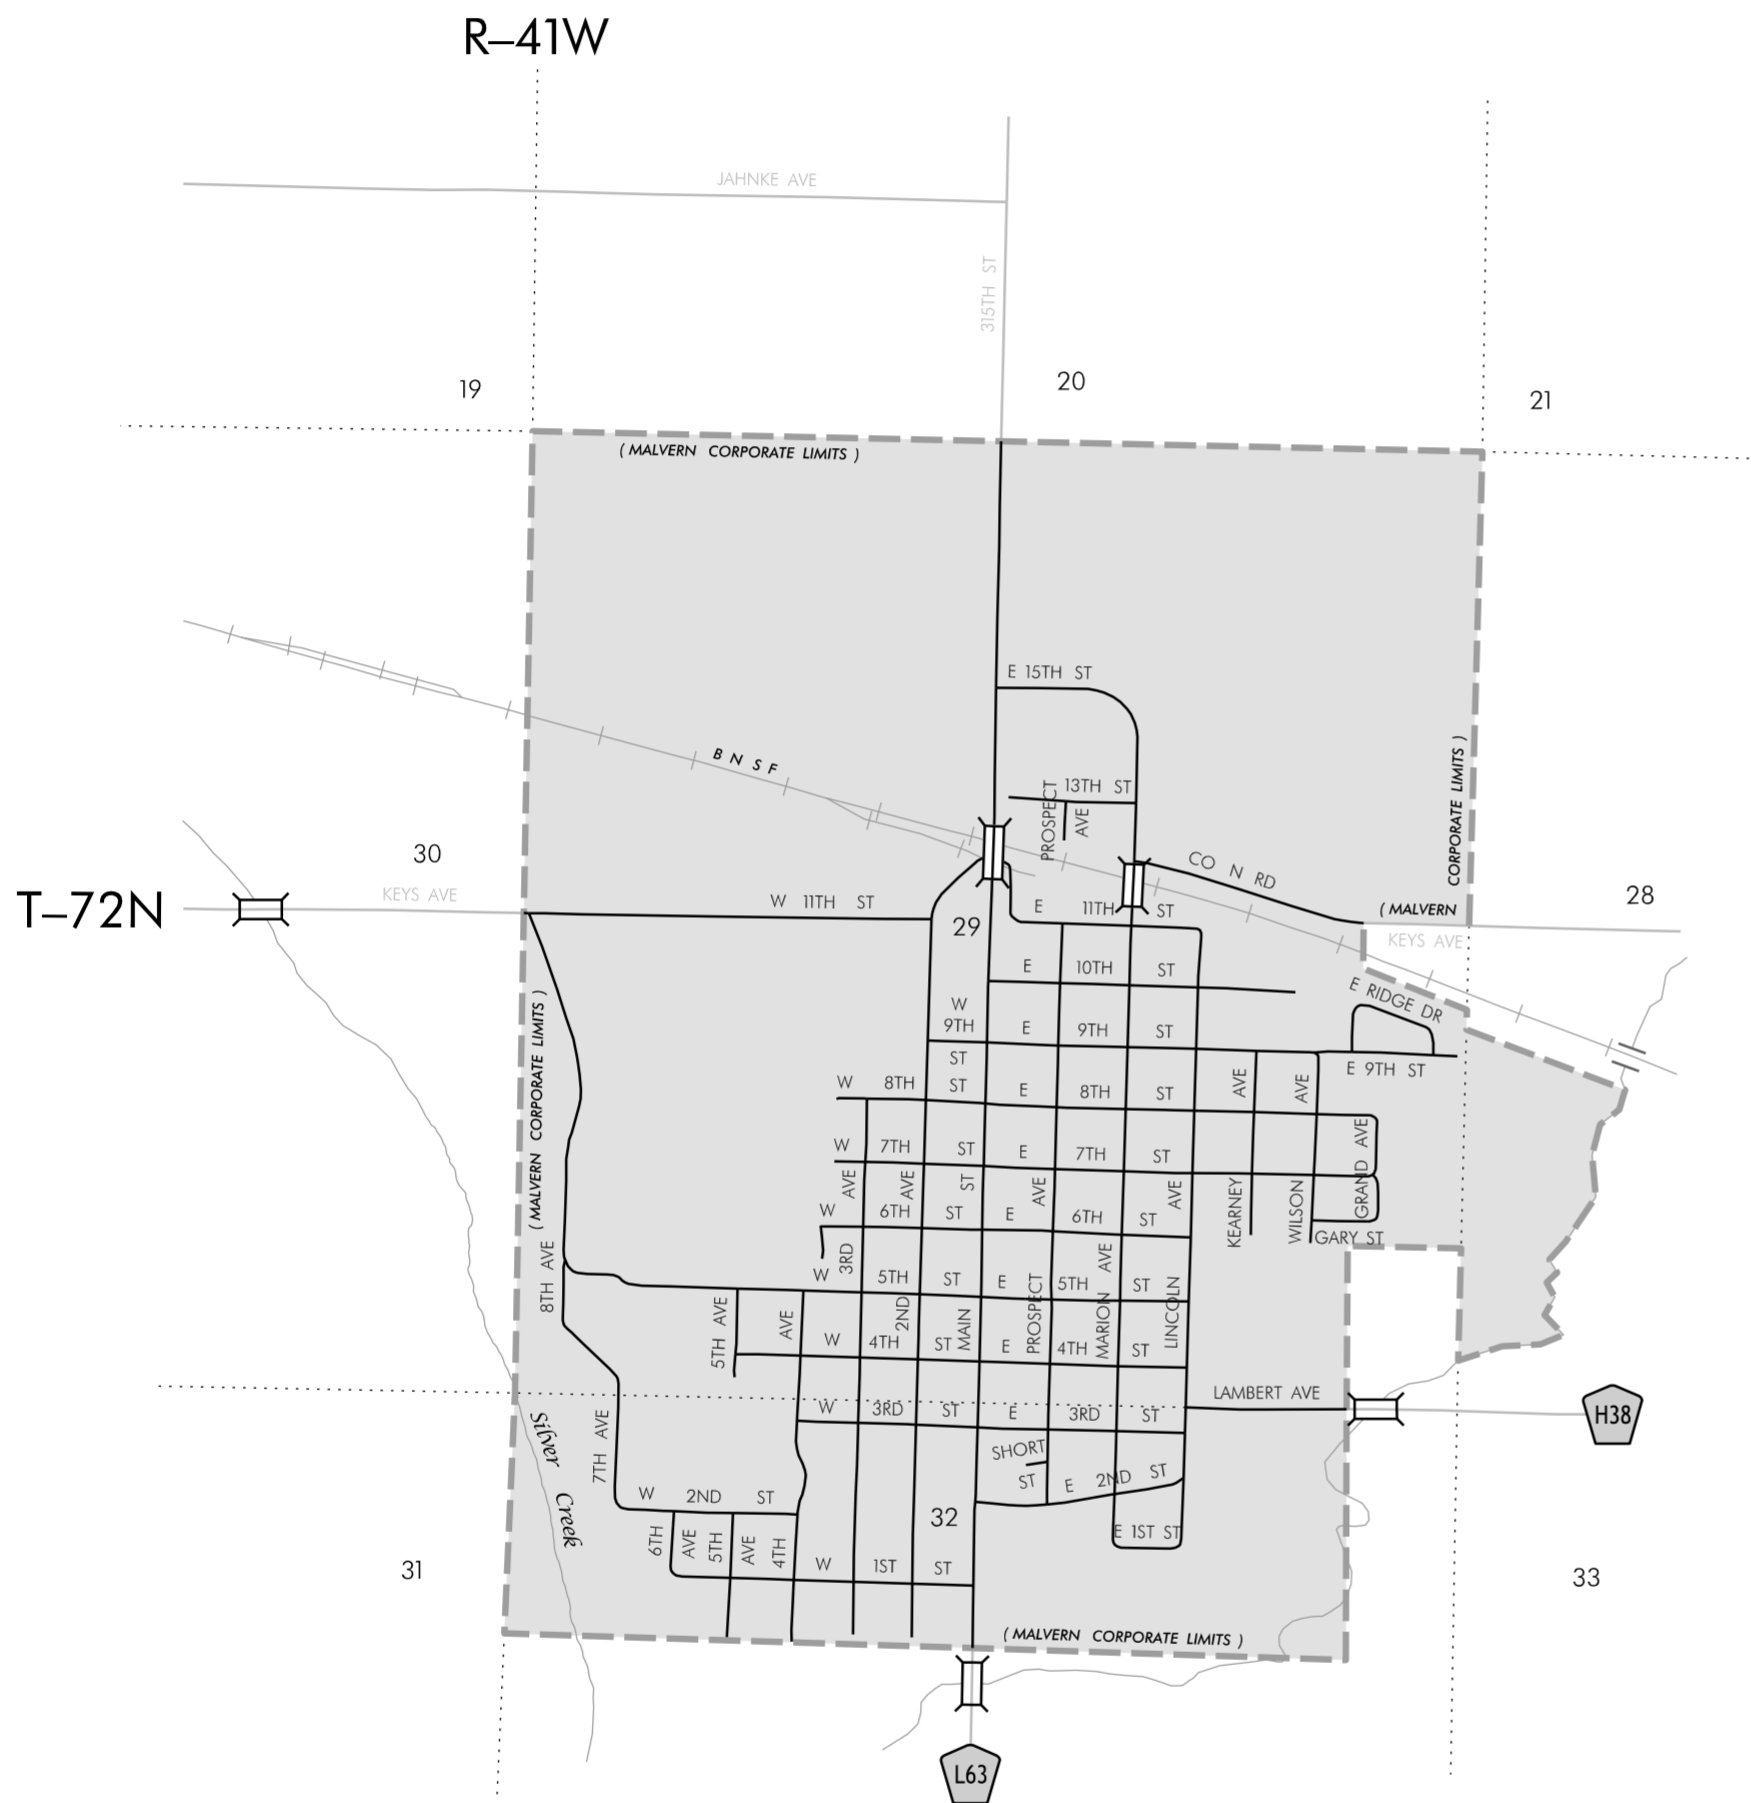 R–41W
JAHNKE AVE
315TH ST
19
20
21
( MALVERN CORPORATE LIMITS )
E 15TH ST
B N S F
13TH ST
PROSPECT
AVE
CORPORATE LIMITS )
( MALVERN
30
T–72N
KEYS AVE
W 11TH ST
29
E 11TH ST
CO N RD
28
KEYS AVE
E 10TH ST
E RIDGE DR
( MALVERN CORPORATE LIMITS )
W
9TH
ST
E 9TH ST
E 9TH ST
W 8TH ST
E 8TH ST
AVE
AVE
W 7TH ST
E 7TH ST
GRAND AVE
AVE
AVE
ST
AVE
AVE
KEARNEY
WILSON
W 6TH ST
E 6TH ST
GARY ST
8TH AVE
3RD
AVE
W 5TH ST
E 5TH ST
5TH AVE
AVE
2ND
MAIN
PROSPECT
MARION
LINCOLN
W 4TH ST
E 4TH ST
LAMBERT AVE
W 3RD ST
E 3RD ST
H38
Silver Creek
7TH AVE
SHORT
ST
E 2ND ST
W 2ND ST
32
6TH
AVE
5TH
AVE
4TH
E 1ST ST
W 1ST ST
31
33
( MALVERN CORPORATE LIMITS )
L63